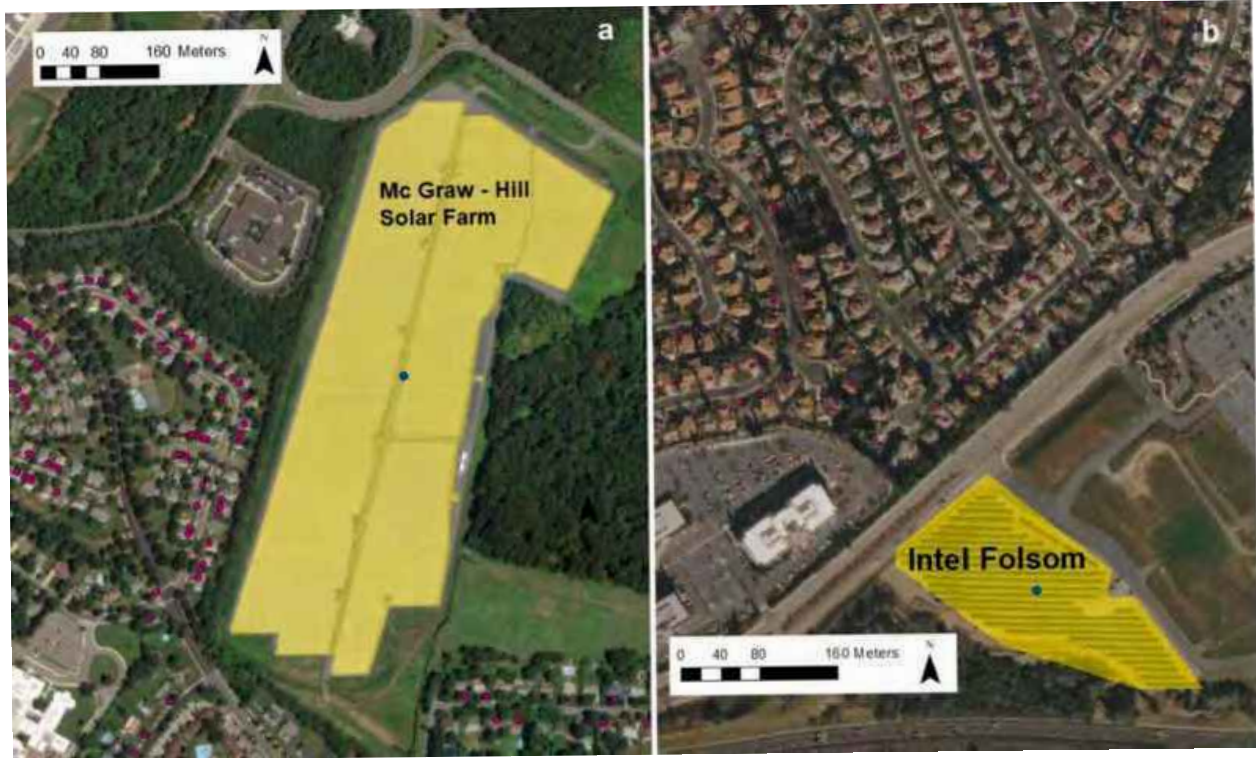 a
0 40 80 160 Meters
N
Mc Graw - Hill
Solar Farm
b
Intel Folsom
0 40 80 160 Meters
N